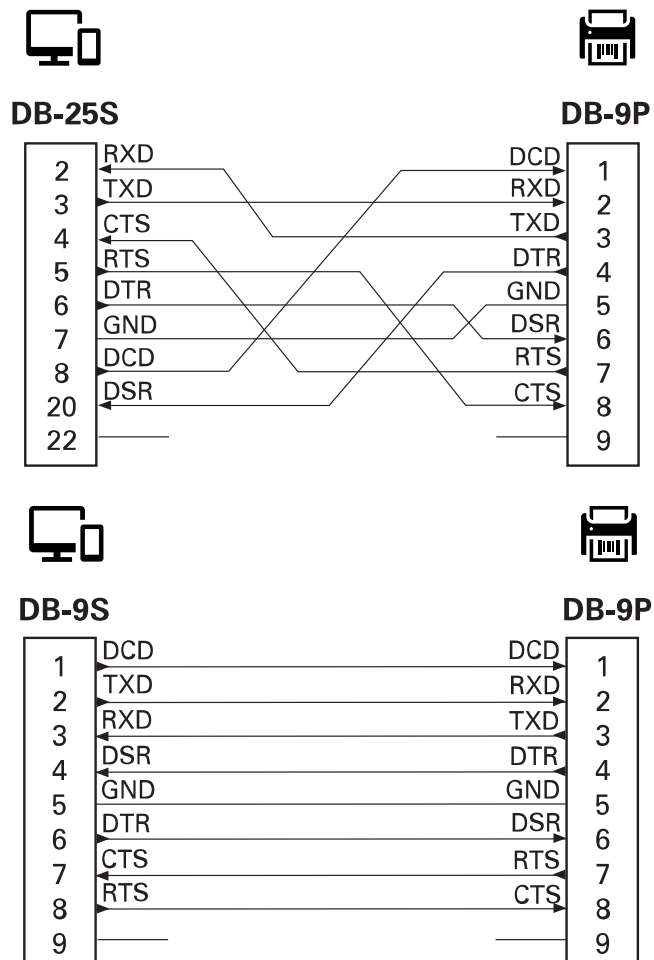 DB-25S DB-9P
2 RXD DCD 1
3 TXD RXD 2
4 CTS TXD 3
5 RTS DTR 4
6 DTR GND 5
7 GND DSR 6
8 DCD RTS 7
20 DSR CTS 8
22 9
DB-9S DB-9P
1 DCD DCD 1
2 TXD RXD 2
3 RXD TXD 3
4 DSR DTR 4
5 GND GND 5
6 DTR DSR 6
7 CTS RTS 7
8 RTS CTS 8
9 9